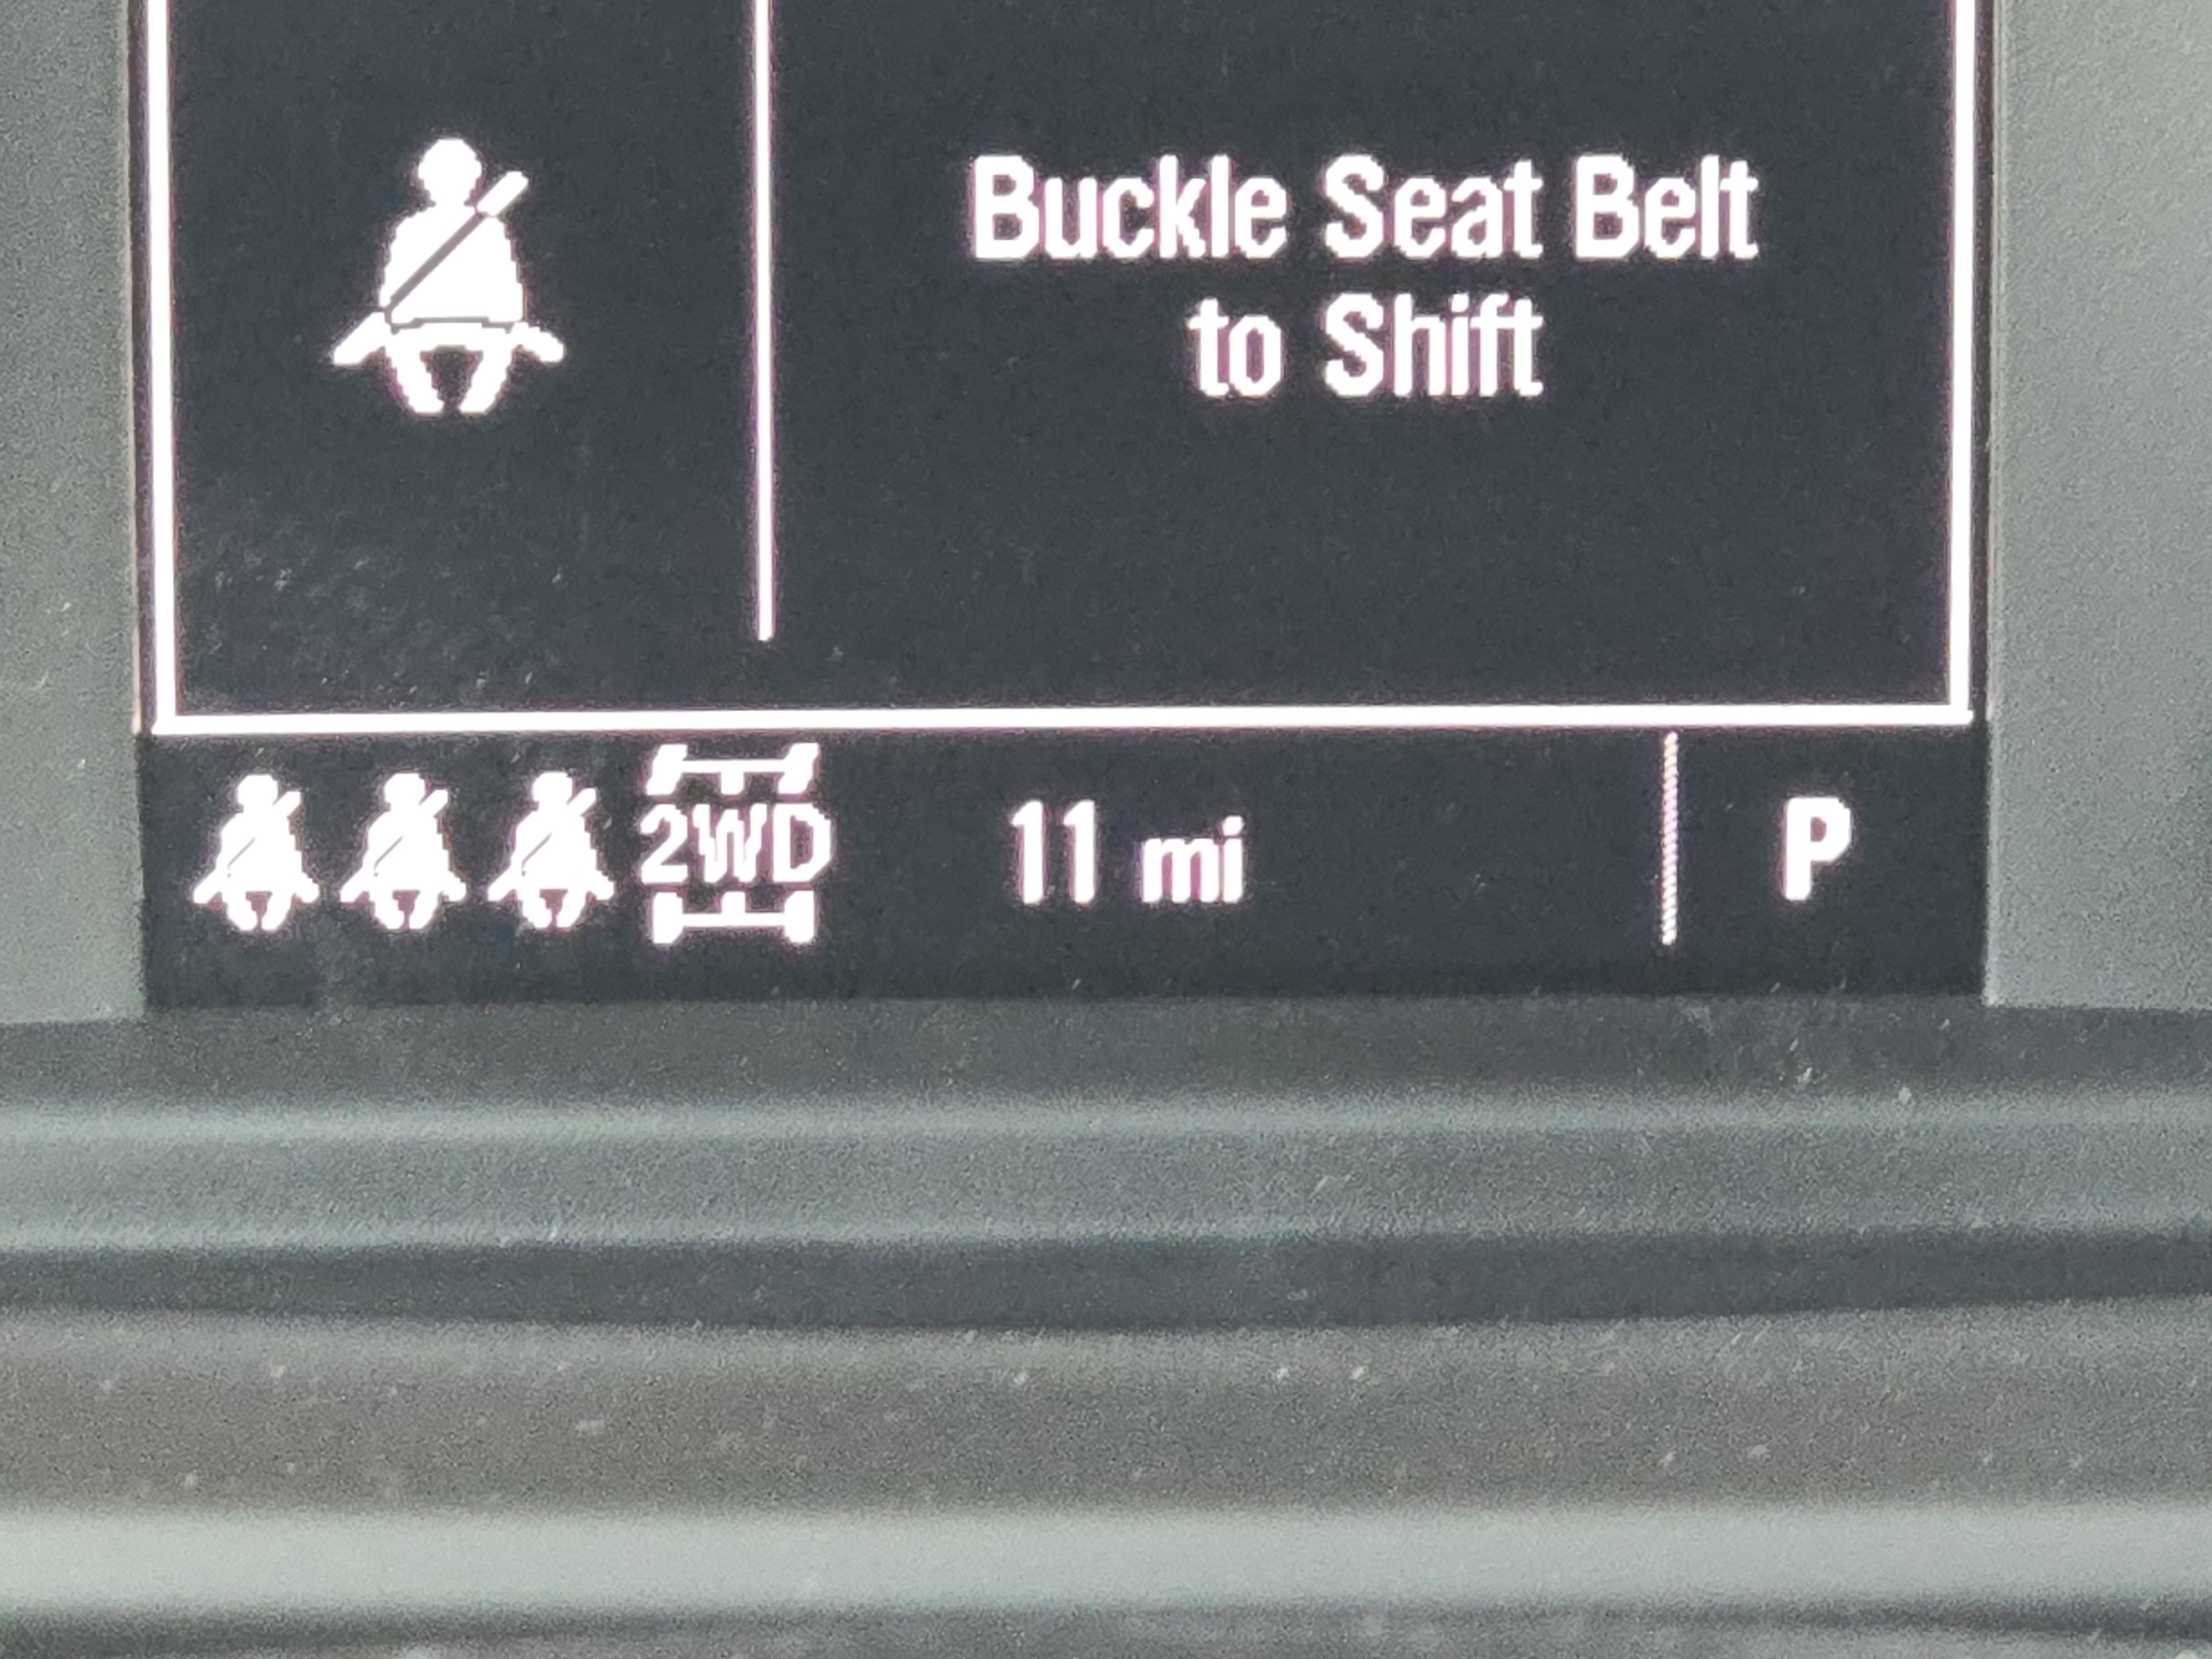 Buckle Seat Belt
to Shift
2WD 11 mi P